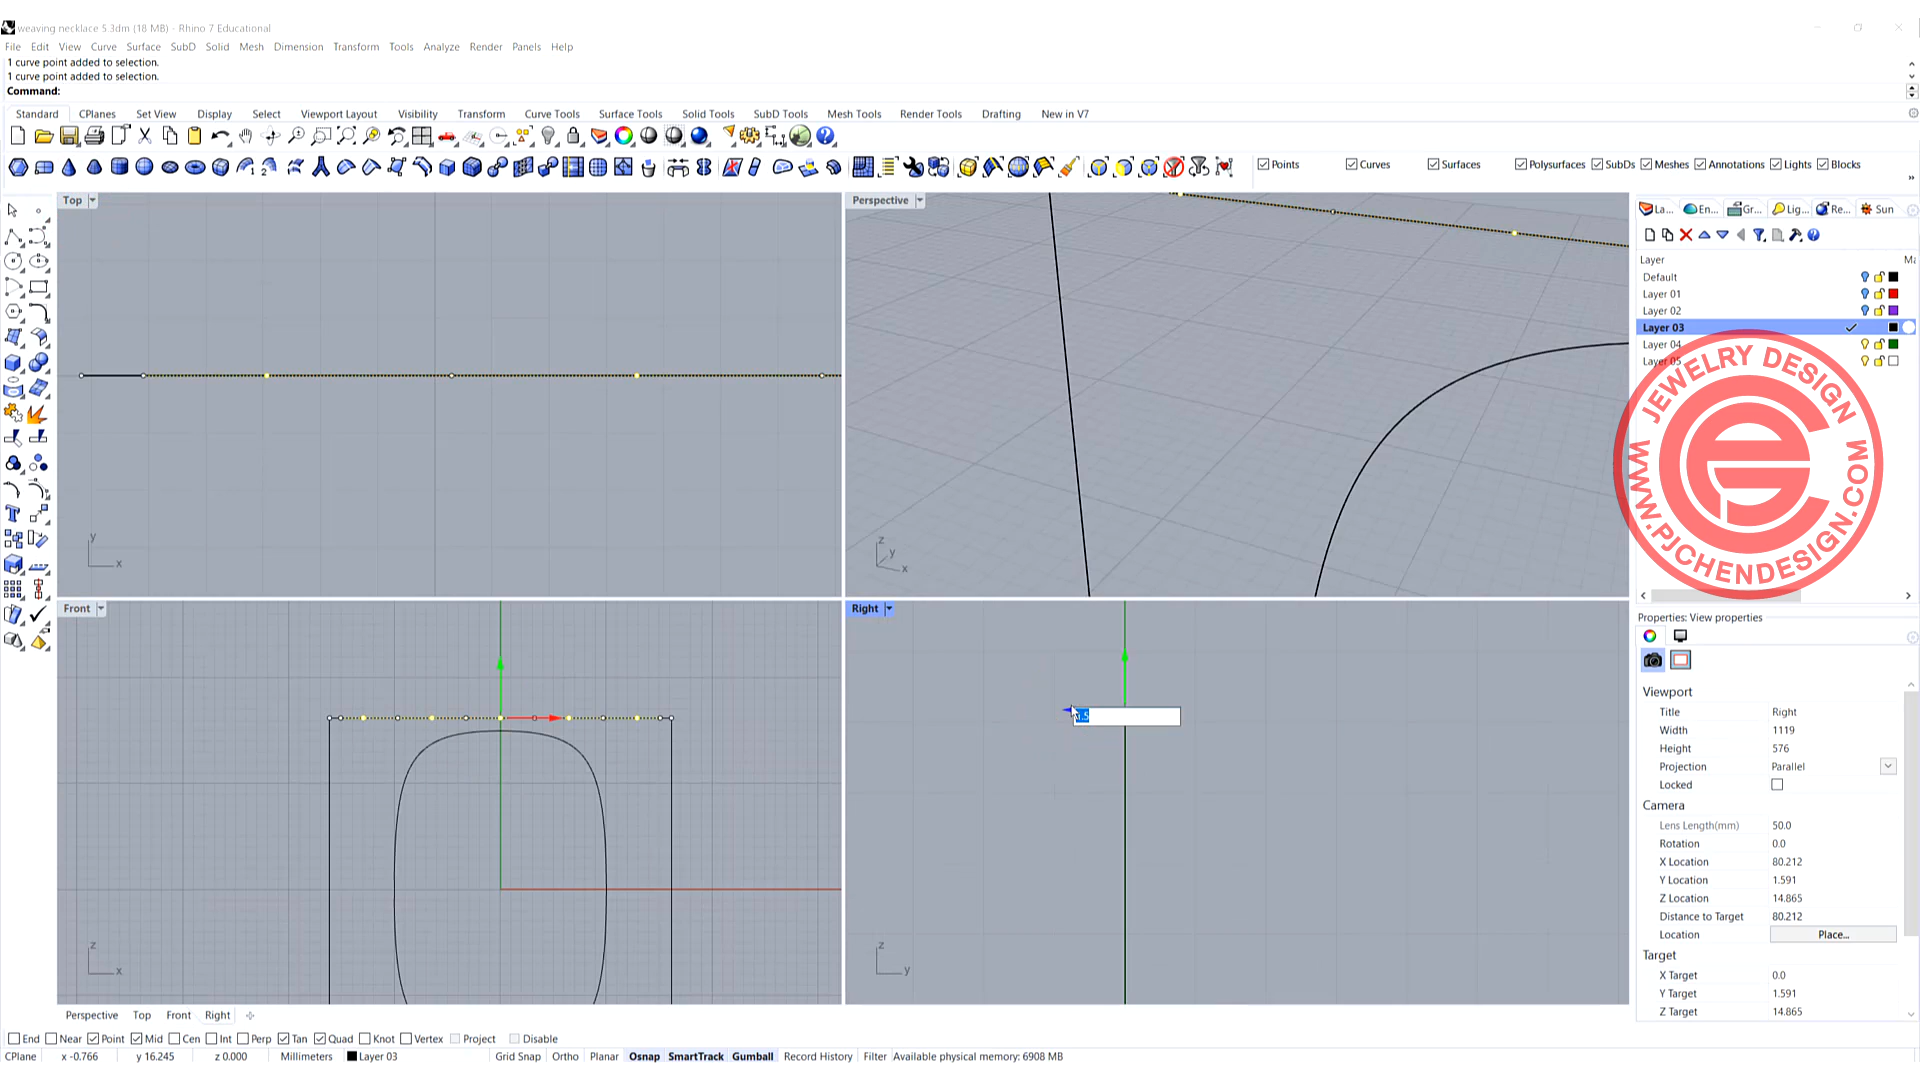 weaving necklace 5.3dm (18 MB) - Rhino 7 Educational
File Edit View Curve Surface SubD Solid Mesh Dimension Transform Tools Analyze Render Panels Help
1 curve point added to selection.
1 curve point added to selection.
Command:
Standard CPlanes Set View Display Select Viewport Layout Visibility Transform Curve Tools Surface Tools Solid Tools SubD Tools Mesh Tools Render Tools Drafting New in V7
Points Curves Surfaces Polysurfaces SubDs Meshes Annotations Lights Blocks
Top
Perspective
La... En... Gr... Lig... Re... Sun
Layer
Default
Layer 01
Layer 02
Layer 03
Layer 04
Layer 05
JEWELRY DESIGN
WWW.PJCHENDESIGN.COM
y
x
z
y
x
Front
Right
.5
z
x
z
y
Properties: View properties
Viewport
Title Right
Width 1119
Height 576
Projection Parallel
Locked
Camera
Lens Length(mm) 50.0
Rotation 0.0
X Location 80.212
Y Location 1.591
Z Location 14.865
Distance to Target 80.212
Location Place...
Target
X Target 0.0
Y Target 1.591
Z Target 14.865
Perspective Top Front Right
End Near Point Mid Cen Int Perp Tan Quad Knot Vertex Project Disable
CPlane x -0.766 y 16.245 z 0.000 Millimeters Layer 03 Grid Snap Ortho Planar Osnap SmartTrack Gumball Record History Filter Available physical memory: 6908 MB